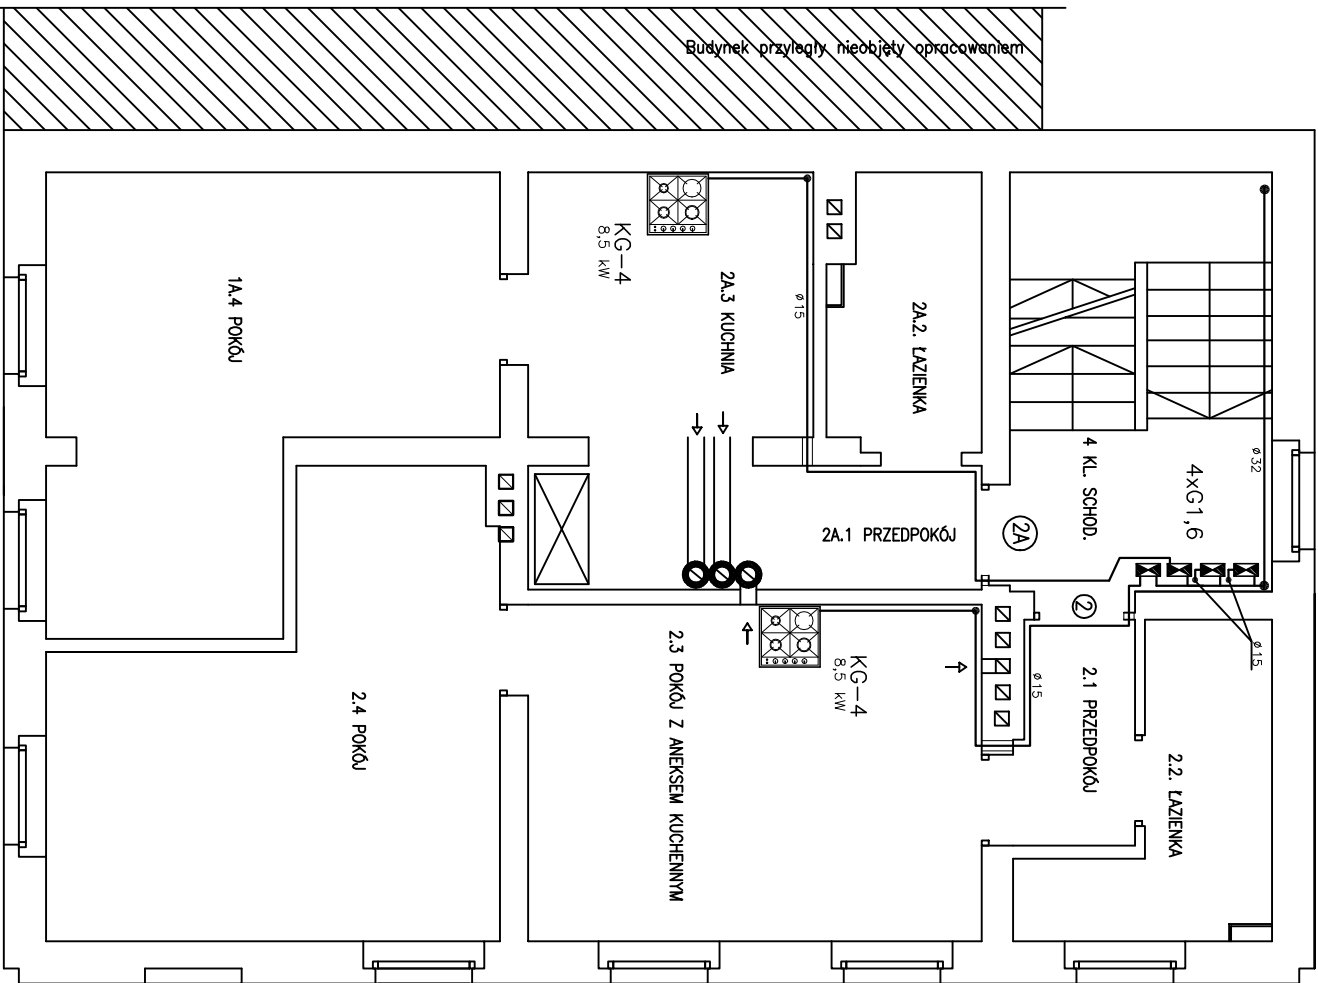 Budynek przyległy nieobjęty opracowaniem
KG-4
8,5 kW
1A.4 POKÓJ
2A.3 KUCHNIA
ø15
2A.2. ŁAZIENKA
4 KL. SCHOD.
ø32
4xG1,6
2A
2A.1 PRZEDPOKÓJ
2
ø15
2.3 POKÓJ Z ANEKSEM KUCHENNYM
KG-4
8,5 kW
ø15
2.1 PRZEDPOKÓJ
2.4 POKÓJ
2.2. ŁAZIENKA